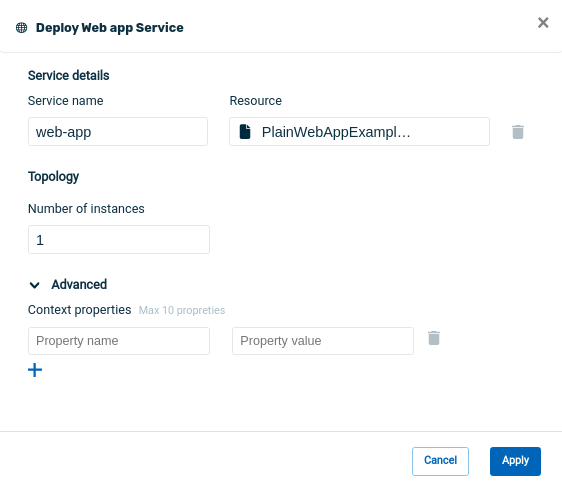 Deploy Web app Service
Service details
Service name Resource
web-app PlainWebAppExampl...
Topology
Number of instances
1
Advanced
Context properties Max 10 propreties
Property name Property value
Cancel Apply